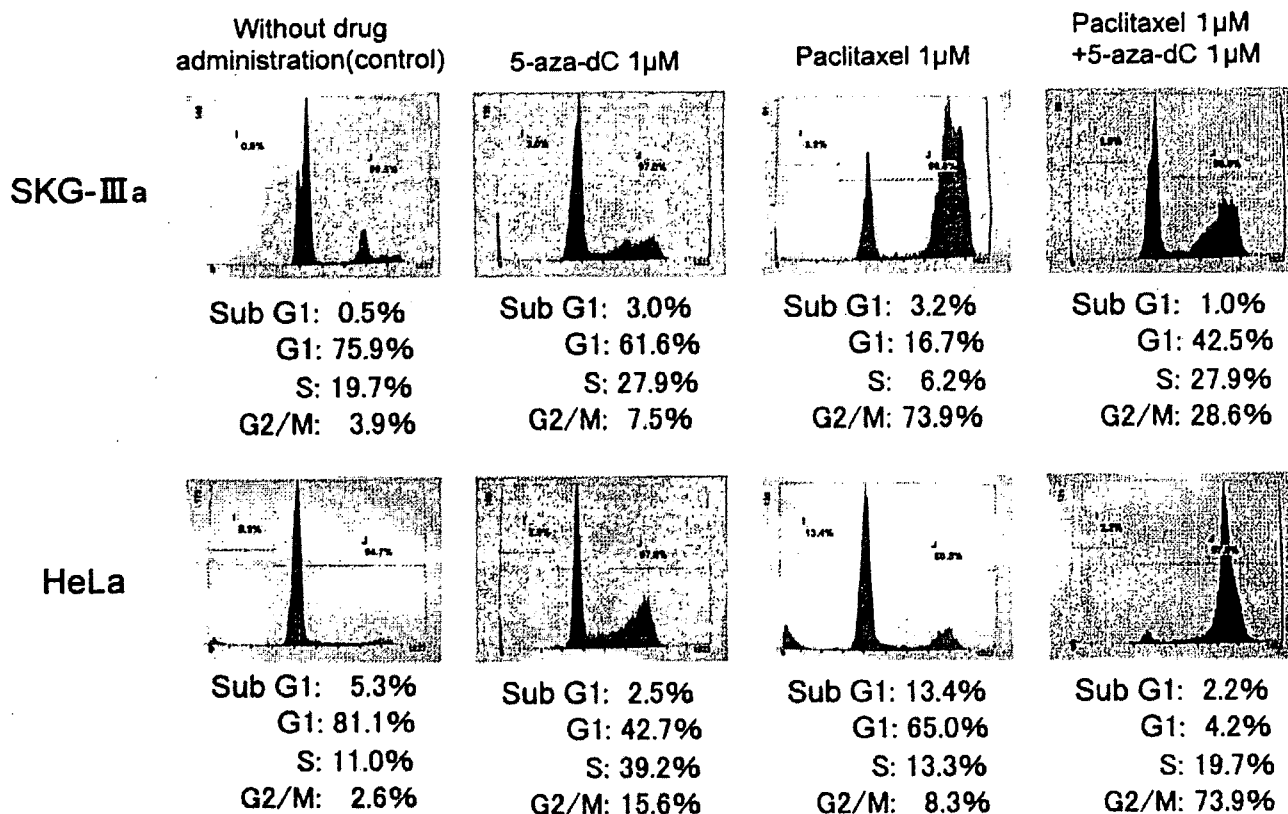 Without drug
administration(control)
5-aza-dC 1µM
Paclitaxel 1µM
Paclitaxel 1µM
+5-aza-dC 1µM
SKG-Ⅲa
Sub G1: 0.5%
G1: 75.9%
S: 19.7%
G2/M: 3.9%
Sub G1: 3.0%
G1: 61.6%
S: 27.9%
G2/M: 7.5%
Sub G1: 3.2%
G1: 16.7%
S: 6.2%
G2/M: 73.9%
Sub G1: 1.0%
G1: 42.5%
S: 27.9%
G2/M: 28.6%
HeLa
13.4%
Sub G1: 5.3%
G1: 81.1%
S: 11.0%
G2/M: 2.6%
Sub G1: 2.5%
G1: 42.7%
S: 39.2%
G2/M: 15.6%
Sub G1: 13.4%
G1: 65.0%
S: 13.3%
G2/M: 8.3%
Sub G1: 2.2%
G1: 4.2%
S: 19.7%
G2/M: 73.9%